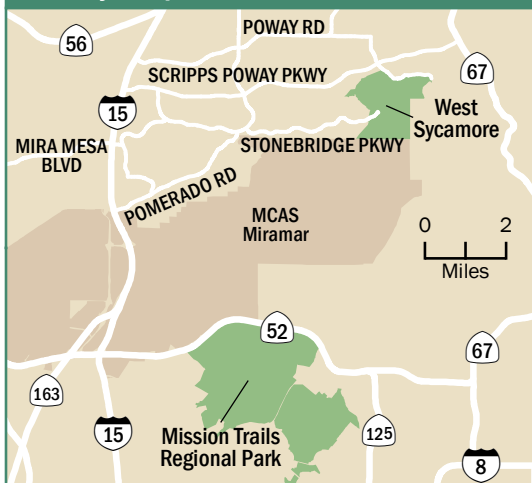 56
POWAY RD
SCRIPPS POWAY PKWY
67
15
West
Sycamore
MIRA MESA
BLVD
STONEBRIDGE PKWY
POMERADO RD
MCAS
Miramar
0 2
Miles
52
67
163
15
Mission Trails
Regional Park
125
8